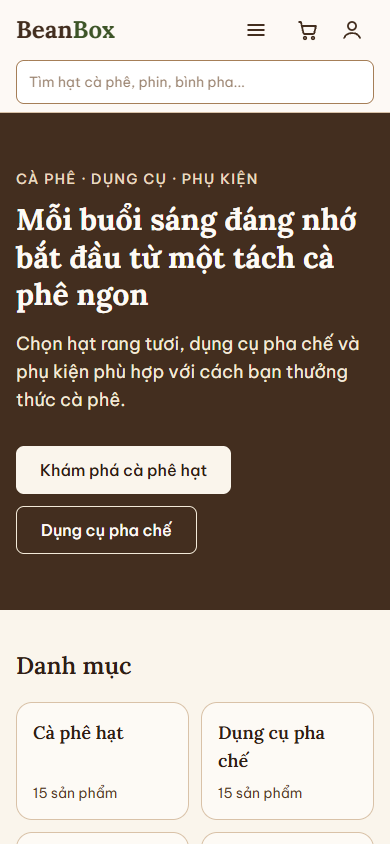 BeanBox
Tìm hạt cà phê, phin, bình pha...
CÀ PHÊ · DỤNG CỤ · PHỤ KIỆN
Mỗi buổi sáng đáng nhớ
bắt đầu từ một tách cà
phê ngon
Chọn hạt rang tươi, dụng cụ pha chế và
phụ kiện phù hợp với cách bạn thưởng
thức cà phê.
Khám phá cà phê hạt
Dụng cụ pha chế
Danh mục
Cà phê hạt
15 sản phẩm
Dụng cụ pha
chế
15 sản phẩm